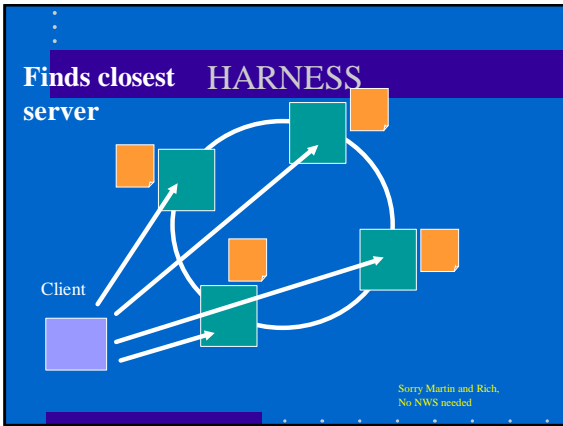 HARNESS
Finds closest
server
Client
Sorry Martin and Rich,
No NWS needed